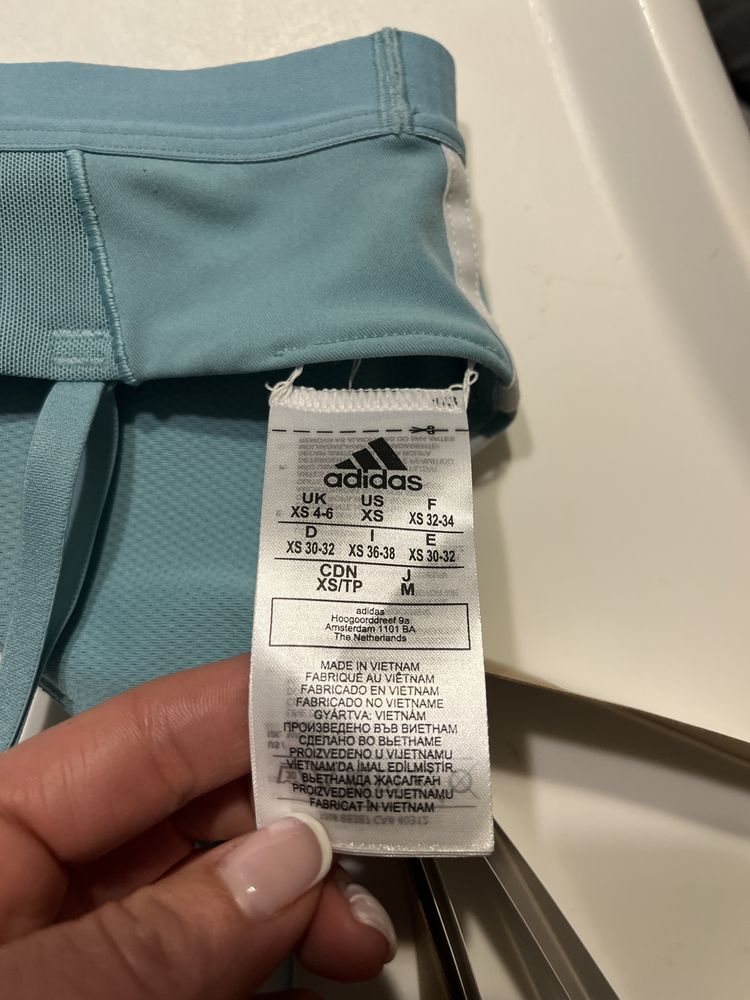 adidas
UK US F
XS 4-6 XS XS 32-34
D I E
XS 30-32 XS 36-38 XS 30-32
CDN J
XS/TP M
adidas
Hoogoorddreef 9a
Amsterdam 1101 BA
The Netherlands
MADE IN VIETNAM
FABRIQUÉ AU VIÊTNAM
FABRICADO EN VIETNAM
FABRICADO NO VIETNAME
GYÁRTVA: VIETNÁM
ПРОИЗВЕДЕНО ВЪВ ВИЕТНАМ
СДЕЛАНО ВО ВЬЕТНАМЕ
PROIZVEDENO U VIJETNAMU
VİETNAM'DA İMAL EDİLMİŞTİR
ВЬЕТНАМДА ЖАСАЛҒАН
PROIZVEDENO U VIJETNAMU
FABRICAT ÎN VIETNAM